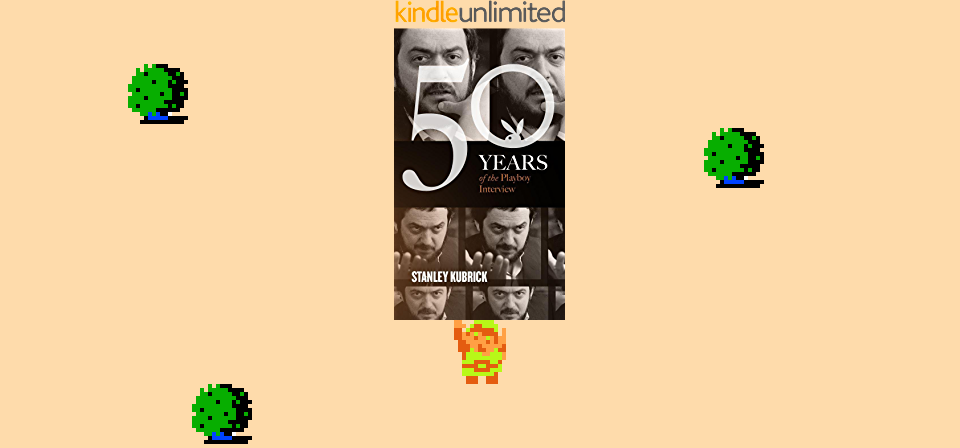 kindleunlimited
50
YEARS
of the Playboy
Interview
STANLEY KUBRICK